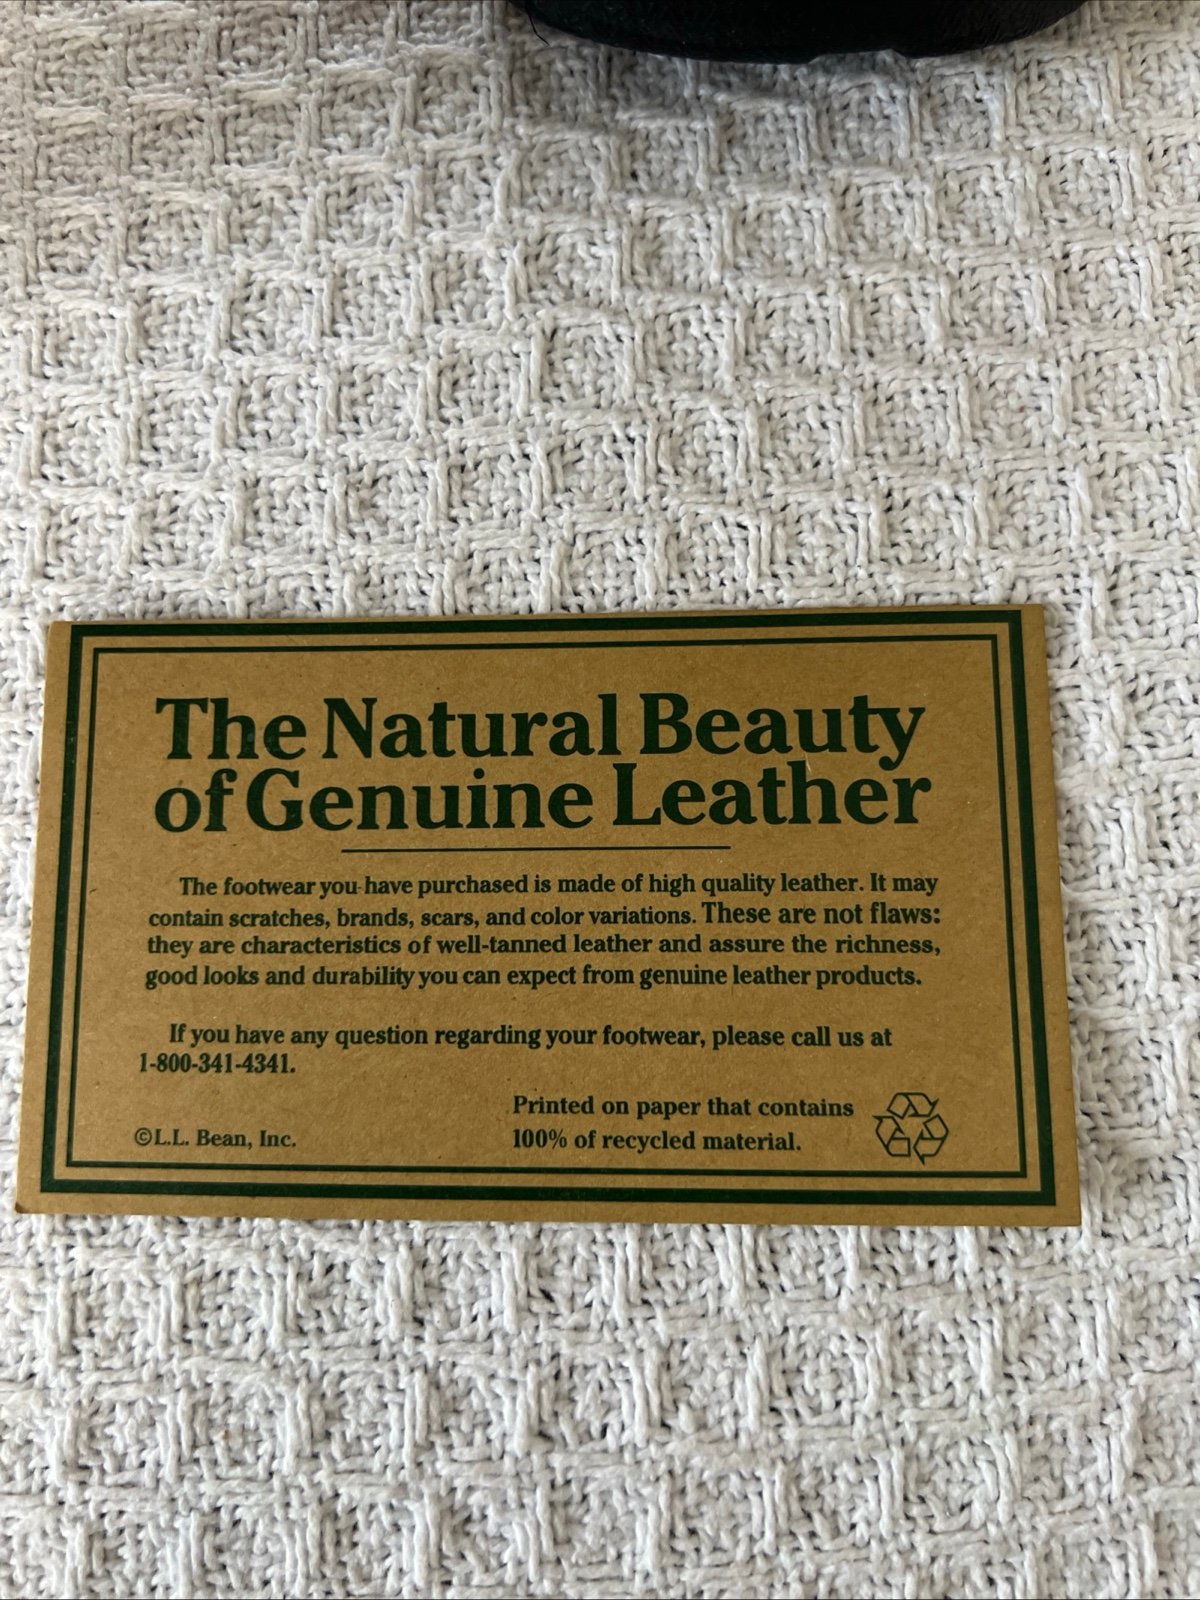 The Natural Beauty
of Genuine Leather
The footwear you have purchased is made of high quality leather. It may
contain scratches, brands, scars, and color variations. These are not flaws:
they are characteristics of well-tanned leather and assure the richness,
good looks and durability you can expect from genuine leather products.
If you have any question regarding your footwear, please call us at
1-800-341-4341.
Printed on paper that contains
100% of recycled material.
©L.L. Bean, Inc.